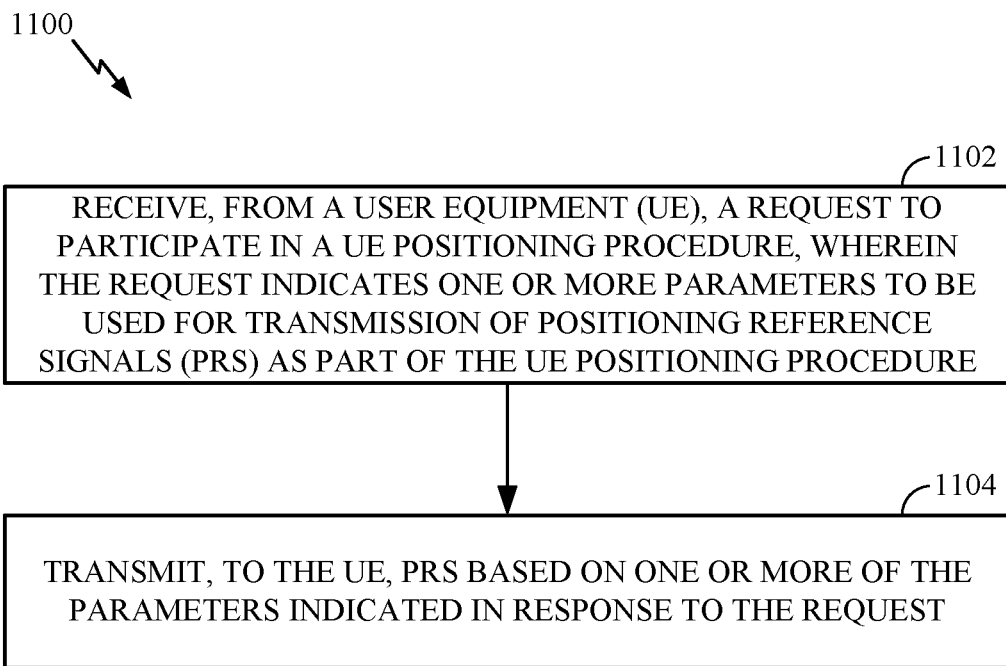 1100
1102
RECEIVE, FROM A USER EQUIPMENT (UE), A REQUEST TO
PARTICIPATE IN A UE POSITIONING PROCEDURE, WHEREIN
THE REQUEST INDICATES ONE OR MORE PARAMETERS TO BE
USED FOR TRANSMISSION OF POSITIONING REFERENCE
SIGNALS (PRS) AS PART OF THE UE POSITIONING PROCEDURE
1104
TRANSMIT, TO THE UE, PRS BASED ON ONE OR MORE OF THE
PARAMETERS INDICATED IN RESPONSE TO THE REQUEST